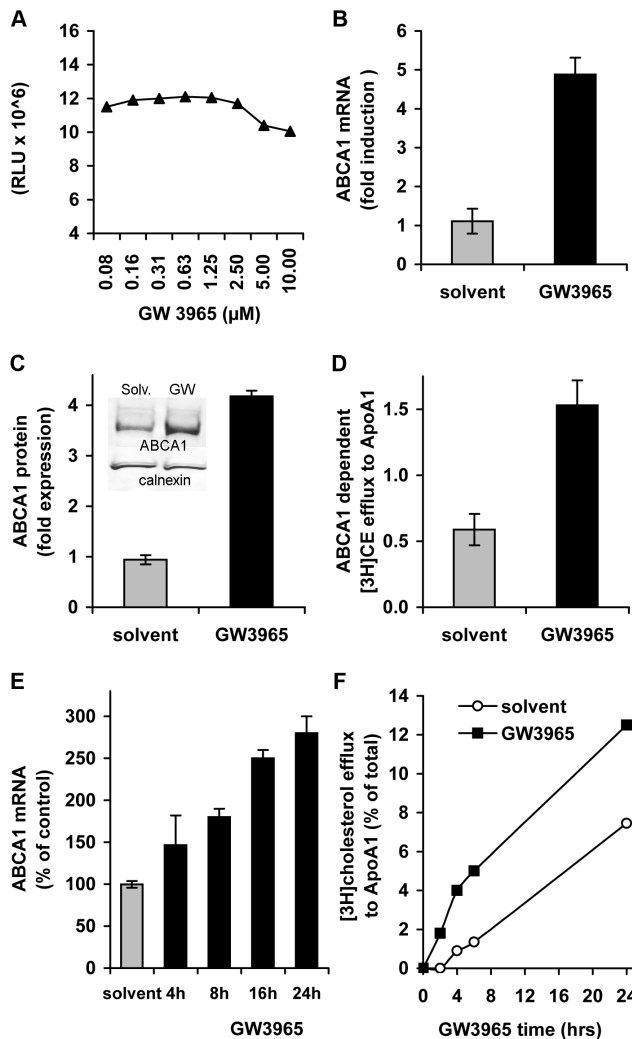 A
(RLU x 10^6)
16
14
12
10
8
6
4
0.08
0.16
0.31
0.63
1.25
2.50
5.00
10.00
GW 3965 (µM)
B
ABCA1 mRNA
(fold induction )
6
5
4
3
2
1
0
solvent GW3965
C
ABCA1 protein
(fold expression)
4
3
2
1
0
Solv. GW
ABCA1
calnexin
solvent GW3965
D
ABCA1 dependent
[3H]CE efflux to ApoA1
1.5
1.0
0.5
0.0
solvent GW3965
E
ABCA1 mRNA
(% of control)
300
250
200
150
100
50
0
solvent 4h 8h 16h 24h
GW3965
F
[3H]cholesterol efflux
to ApoA1 (% of total)
14
12
10
8
6
4
2
0
solvent
GW3965
0 4 8 12 16 20 24
GW3965 time (hrs)